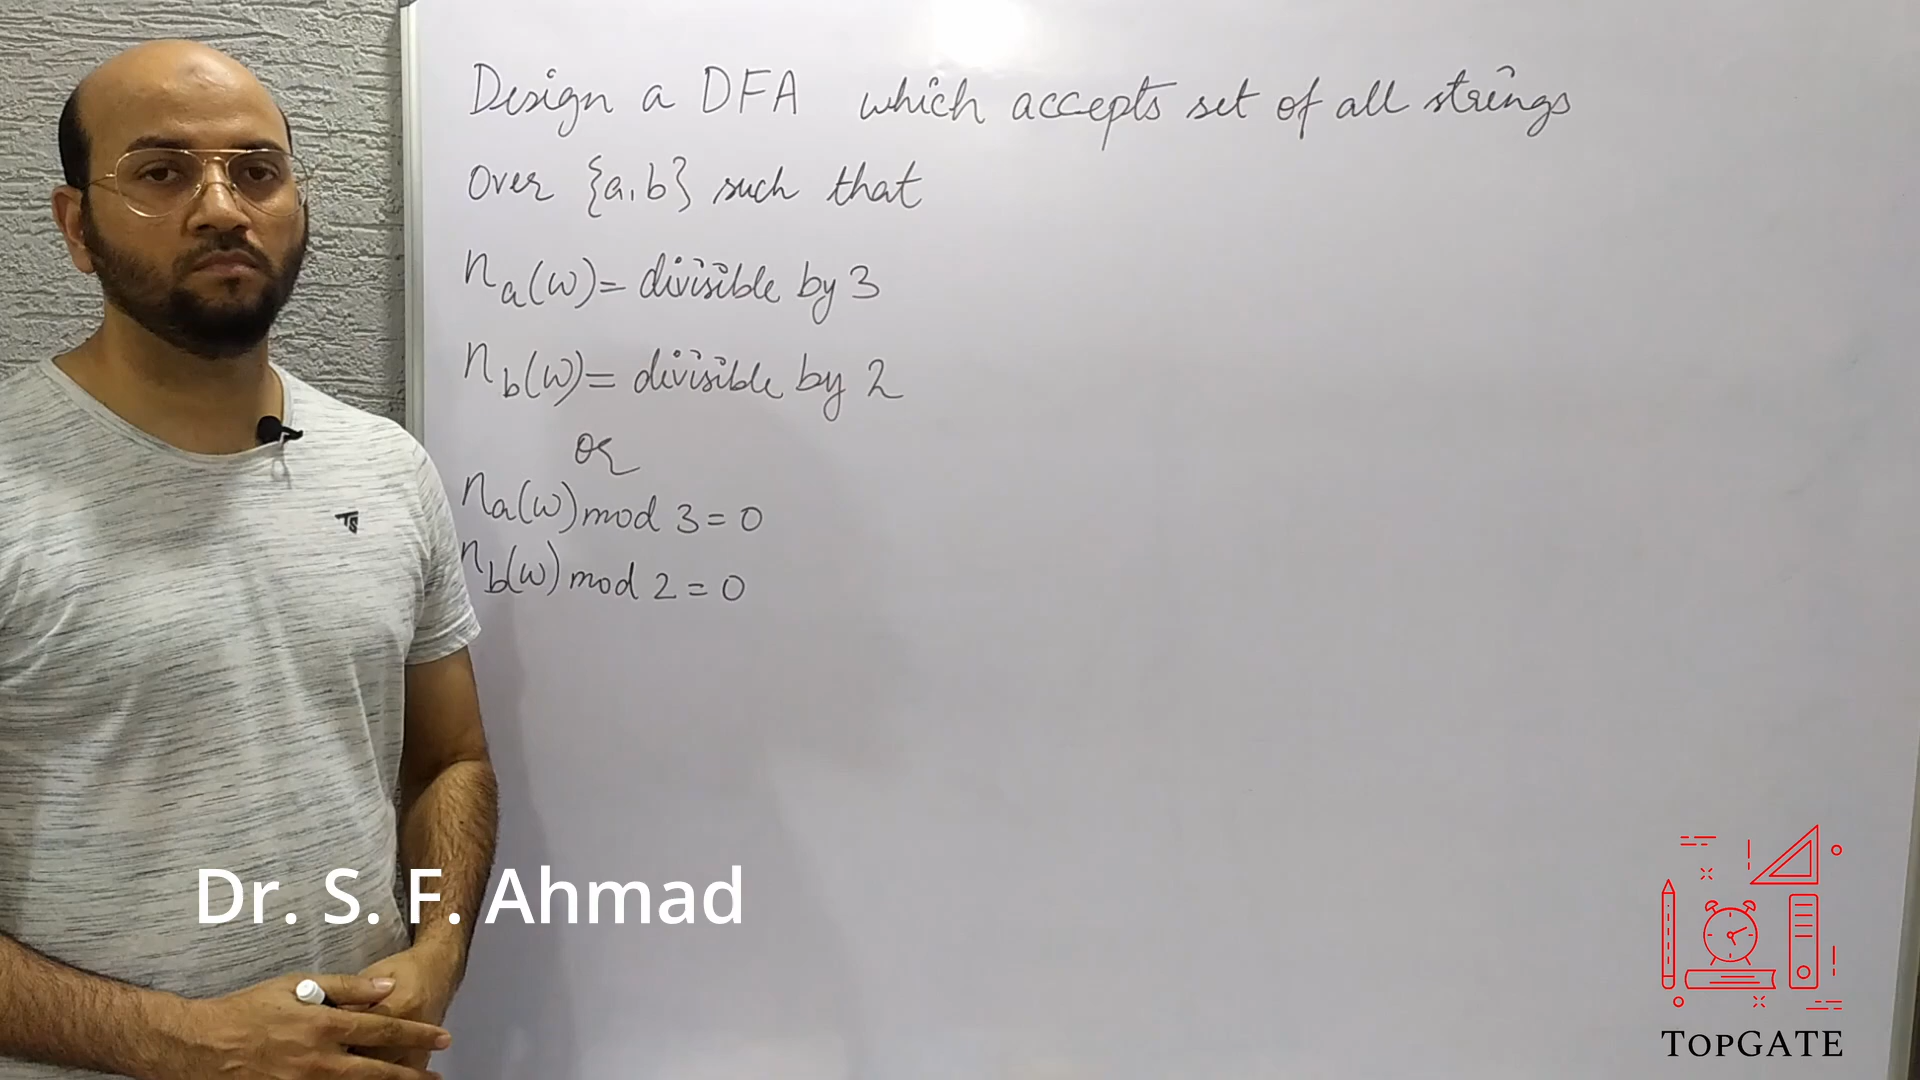 Design a DFA which accepts set of all strings
over {a,b} such that
na(w)= divisible by 3
nb(w)= divisible by 2
or
na(w) mod 3 = 0
nb(w) mod 2 = 0
TS
Dr. S. F. Ahmad
TOPGATE